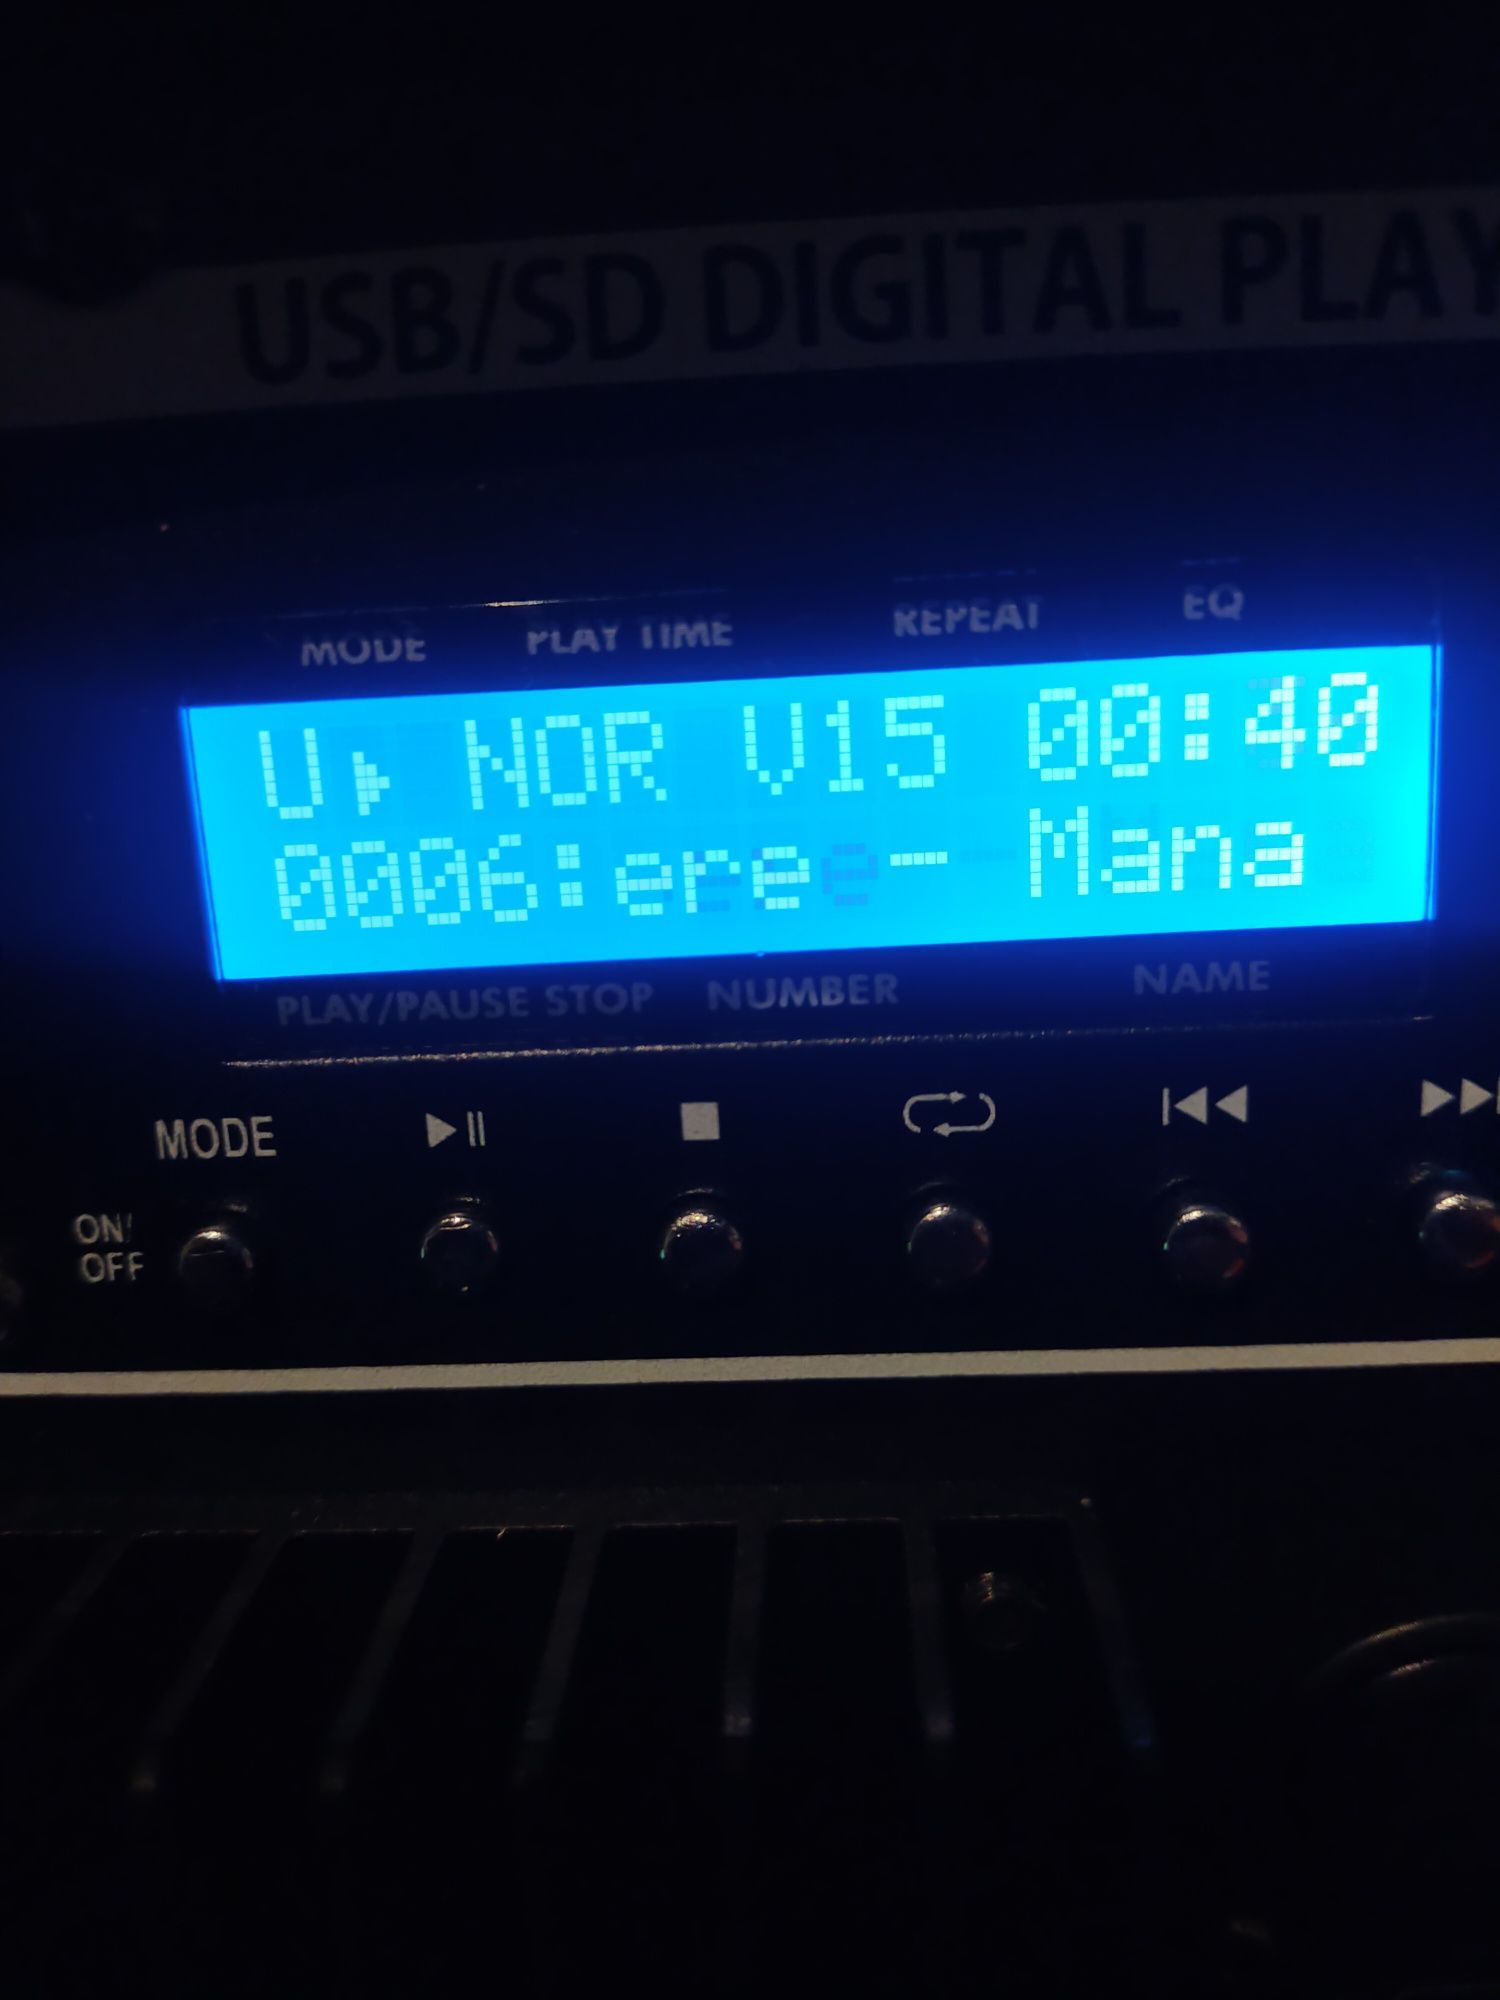 USB/SD DIGITAL PLAY
MODE PLAY TIME REPEAT EQ
U▶ NOR V15 00:40
0006:ere - Mana
PLAY/PAUSE STOP NUMBER NAME
MODE
ON/
OFF